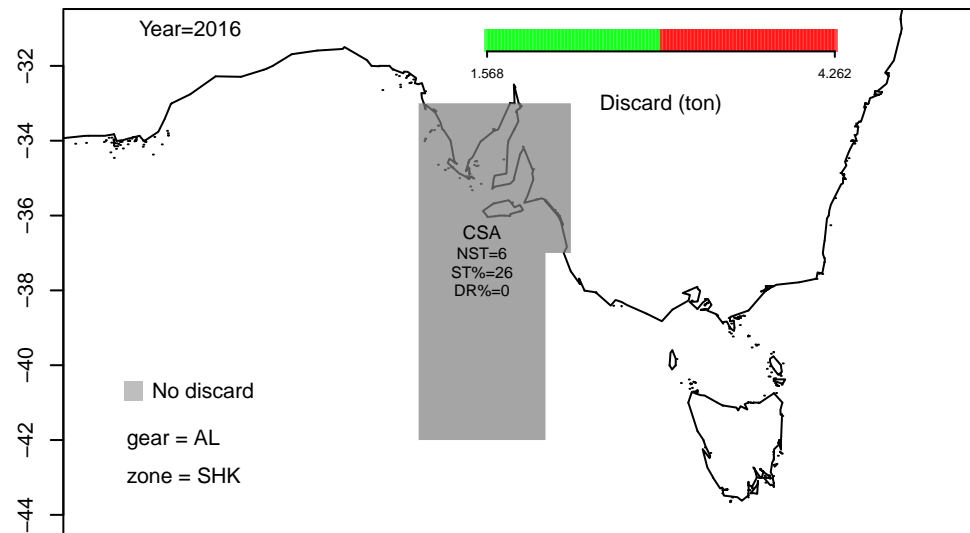 Year=2016
1.568
4.262
Discard (ton)
CSA
NST=6
ST%=26
DR%=0
No discard
gear = AL
zone = SHK
−32
−34
−36
−38
−40
−42
−44